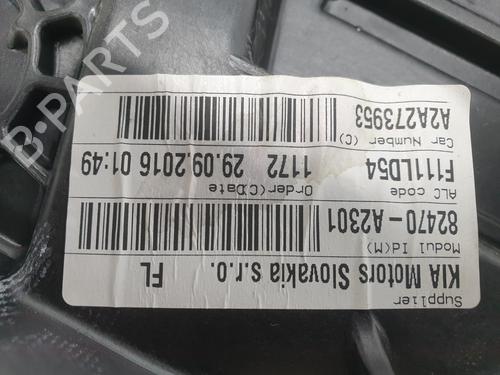 Supplier
KIA Motors Slovakia s.r.o.
FL
Modul Id(M)
82470-A2301
ALC code Order(C)Date
F111LD54 1172 29.09.2016 01:49
Car Number (C)
A2A273953
B-PARTS